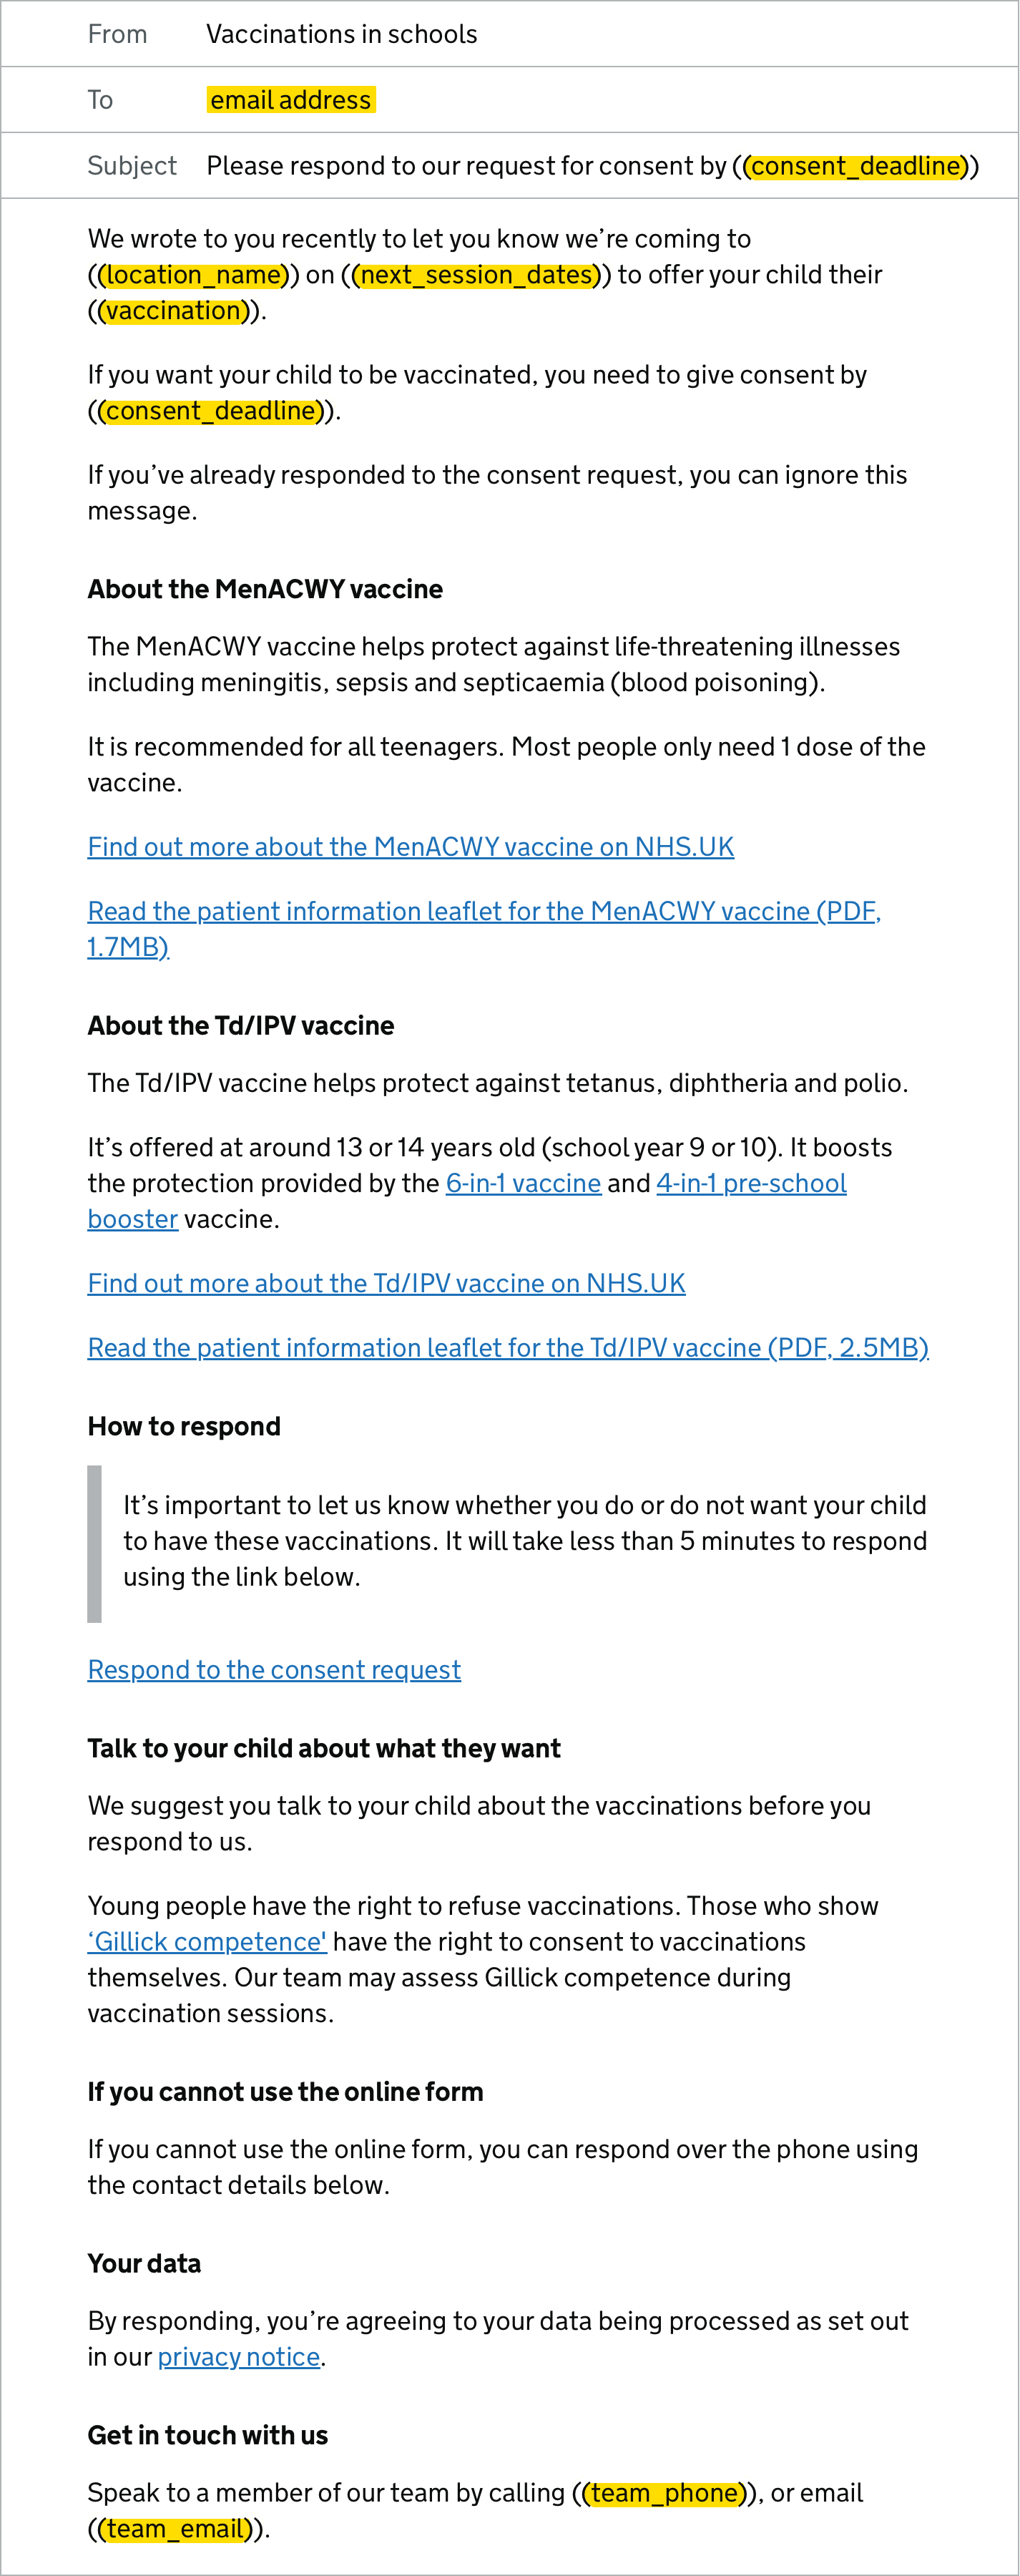 From Vaccinations in schools
To email address
Subject Please respond to our request for consent by ((consent_deadline))
We wrote to you recently to let you know we’re coming to
((location_name)) on ((next_session_dates)) to offer your child their
((vaccination)).
If you want your child to be vaccinated, you need to give consent by
((consent_deadline)).
If you’ve already responded to the consent request, you can ignore this
message.
About the MenACWY vaccine
The MenACWY vaccine helps protect against life-threatening illnesses
including meningitis, sepsis and septicaemia (blood poisoning).
It is recommended for all teenagers. Most people only need 1 dose of the
vaccine.
Find out more about the MenACWY vaccine on NHS.UK
Read the patient information leaflet for the MenACWY vaccine (PDF,
1.7MB)
About the Td/IPV vaccine
The Td/IPV vaccine helps protect against tetanus, diphtheria and polio.
It’s offered at around 13 or 14 years old (school year 9 or 10). It boosts
the protection provided by the 6-in-1 vaccine and 4-in-1 pre-school
booster vaccine.
Find out more about the Td/IPV vaccine on NHS.UK
Read the patient information leaflet for the Td/IPV vaccine (PDF, 2.5MB)
How to respond
It’s important to let us know whether you do or do not want your child
to have these vaccinations. It will take less than 5 minutes to respond
using the link below.
Respond to the consent request
Talk to your child about what they want
We suggest you talk to your child about the vaccinations before you
respond to us.
Young people have the right to refuse vaccinations. Those who show
‘Gillick competence' have the right to consent to vaccinations
themselves. Our team may assess Gillick competence during
vaccination sessions.
If you cannot use the online form
If you cannot use the online form, you can respond over the phone using
the contact details below.
Your data
By responding, you’re agreeing to your data being processed as set out
in our privacy notice.
Get in touch with us
Speak to a member of our team by calling ((team_phone)), or email
((team_email)).